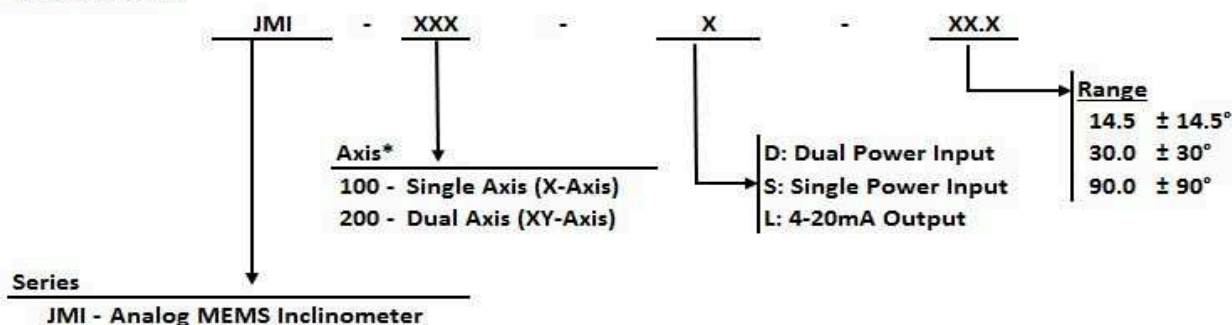 JMI - XXX - X - XX.X
Range
14.5 ± 14.5°
30.0 ± 30°
90.0 ± 90°
Axis*
100 - Single Axis (X-Axis)
200 - Dual Axis (XY-Axis)
D: Dual Power Input
S: Single Power Input
L: 4-20mA Output
Series
JMI - Analog MEMS Inclinometer